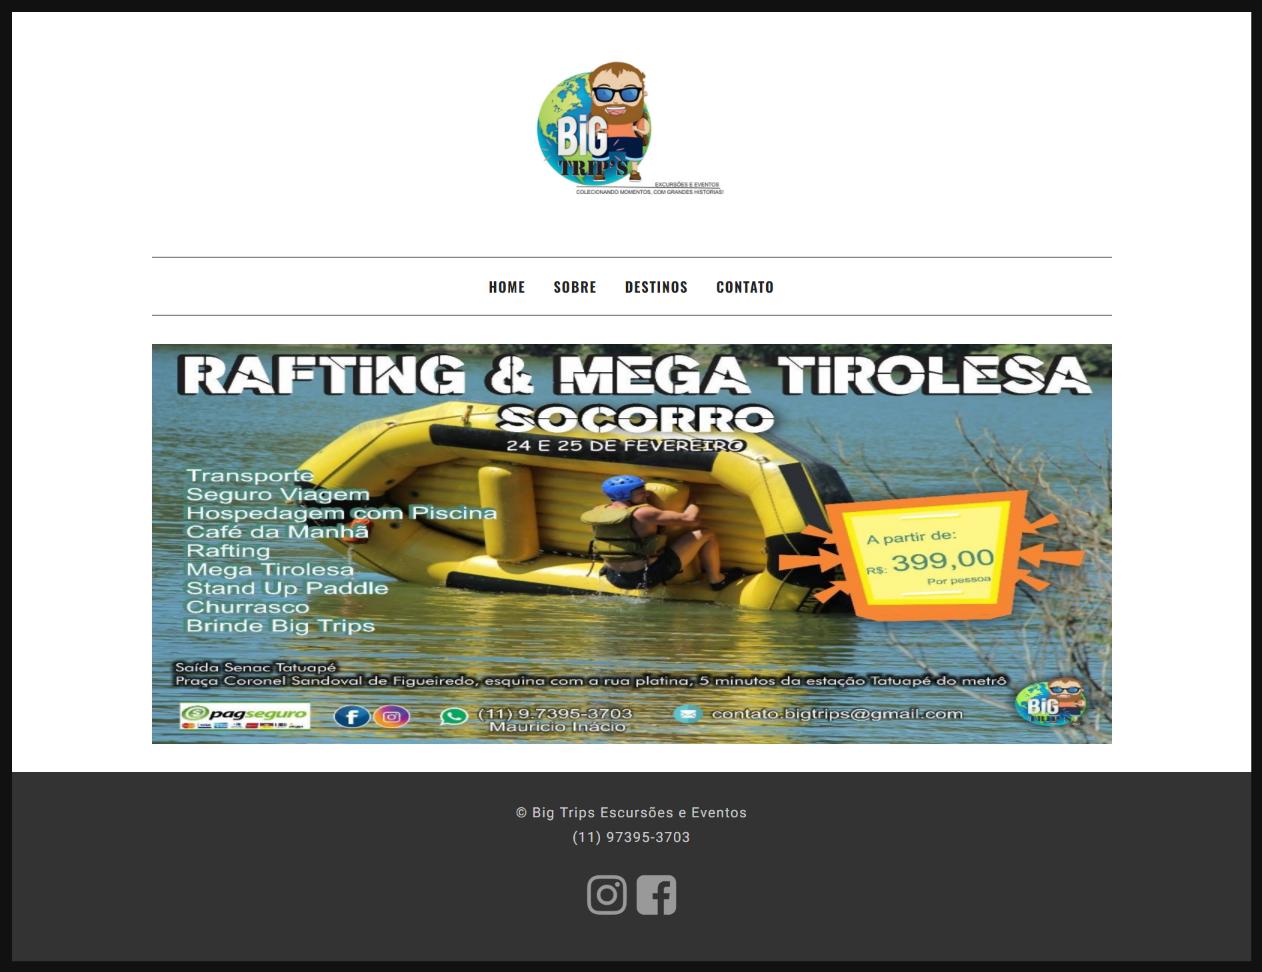 BiG
TRIP'S
EXCURSÕES E EVENTOS
COLECIONANDO MOMENTOS, COM GRANDES HISTORIAS!
HOME SOBRE DESTINOS CONTATO
RAFTING & MEGA TIROLESA
SOCORRO
24 E 25 DE FEVEREIRO
Transporte
Seguro Viagem
Hospedagem com Piscina
Café da Manhã
Rafting
Mega Tirolesa
Stand Up Paddle
Churrasco
Brinde Big Trips
A partir de:
R$: 399,00
Por pessoa
Saída Senac Tatuapé
Praça Coronel Sandoval de Figueiredo, esquina com a rua platina, 5 minutos da estação Tatuapé do metrô
pagseguro
(11) 9.7395-3703
Mauricio Inácio
contato.bigtrips@gmail.com
BiG
TRIP'S
© Big Trips Escursões e Eventos
(11) 97395-3703